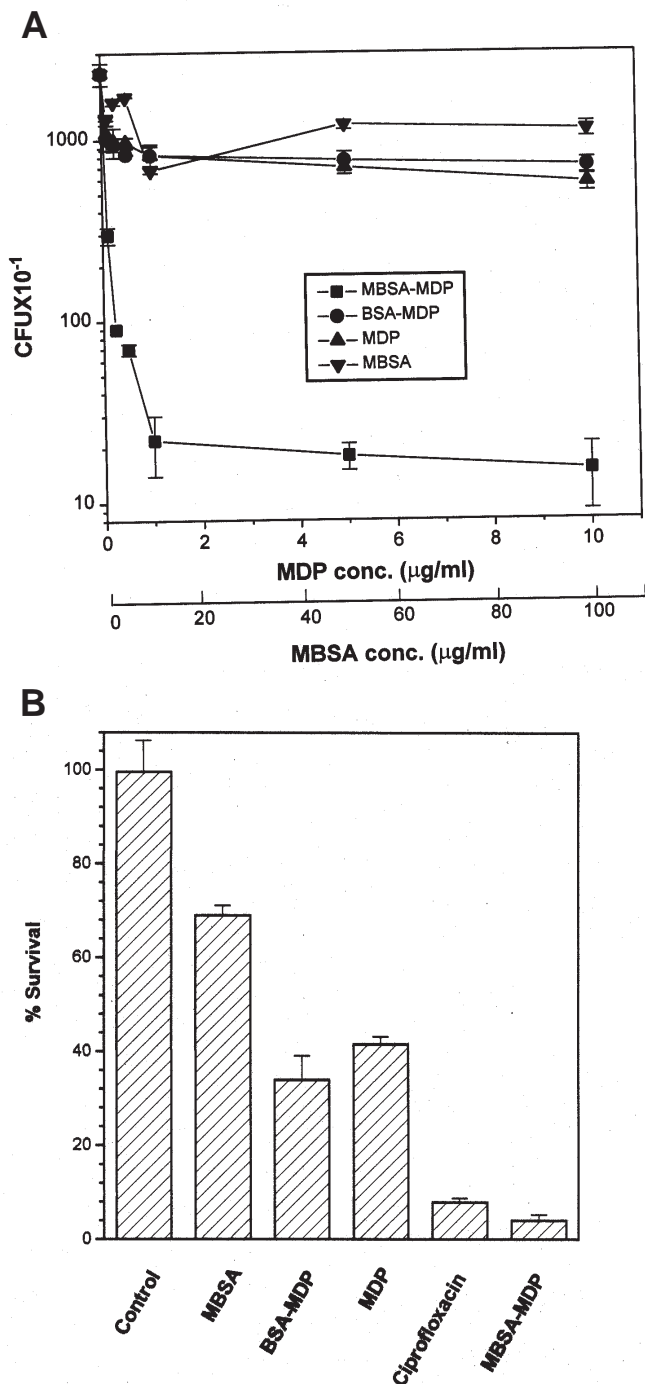 A
CFUX10-1
1000
100
10
MBSA-MDP
BSA-MDP
MDP
MBSA
0 2 4 6 8 10
MDP conc. (μg/ml)
0 20 40 60 80 100
MBSA conc. (μg/ml)
B
% Survival
100
80
60
40
20
0
Control MBSA BSA-MDP MDP Ciprofloxacin MBSA-MDP